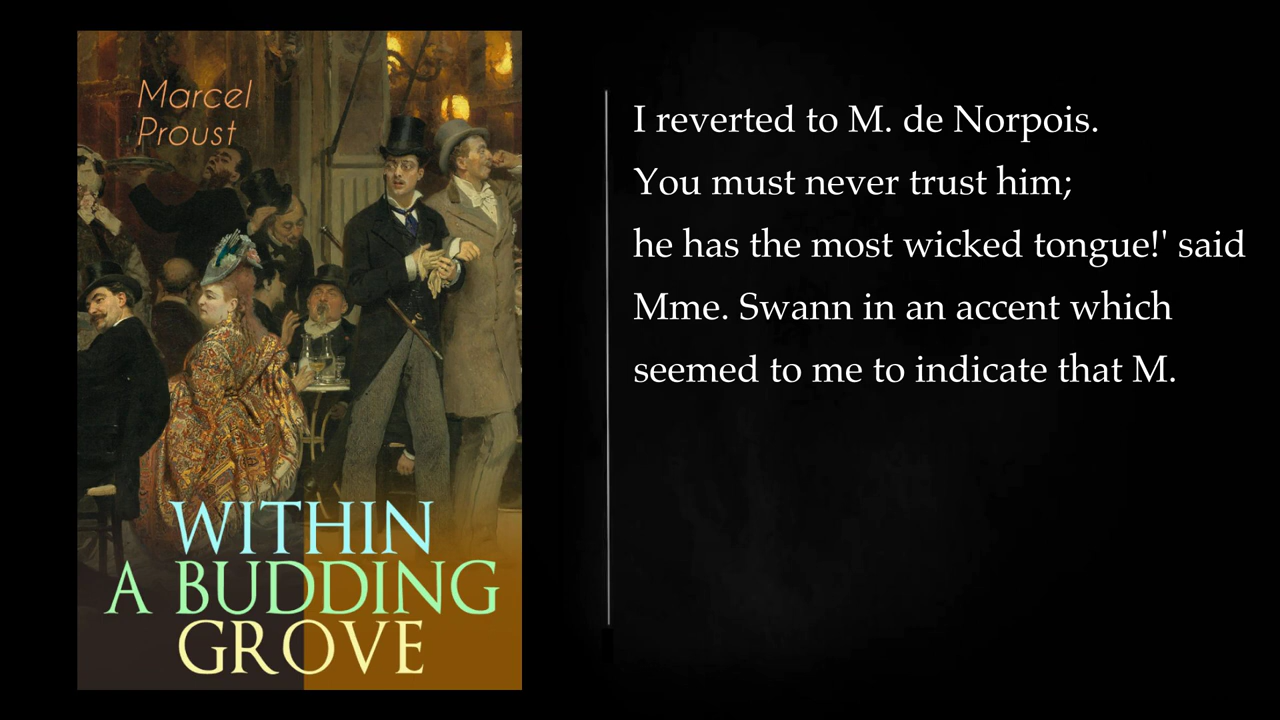 Marcel
Proust
WITHIN
A BUDDING
GROVE
I reverted to M. de Norpois.
You must never trust him;
he has the most wicked tongue!' said
Mme. Swann in an accent which
seemed to me to indicate that M.